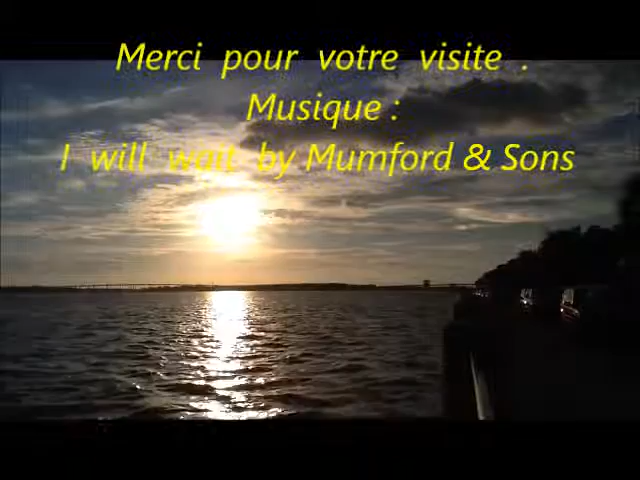 Merci pour votre visite .
Musique :
I will wait by Mumford & Sons